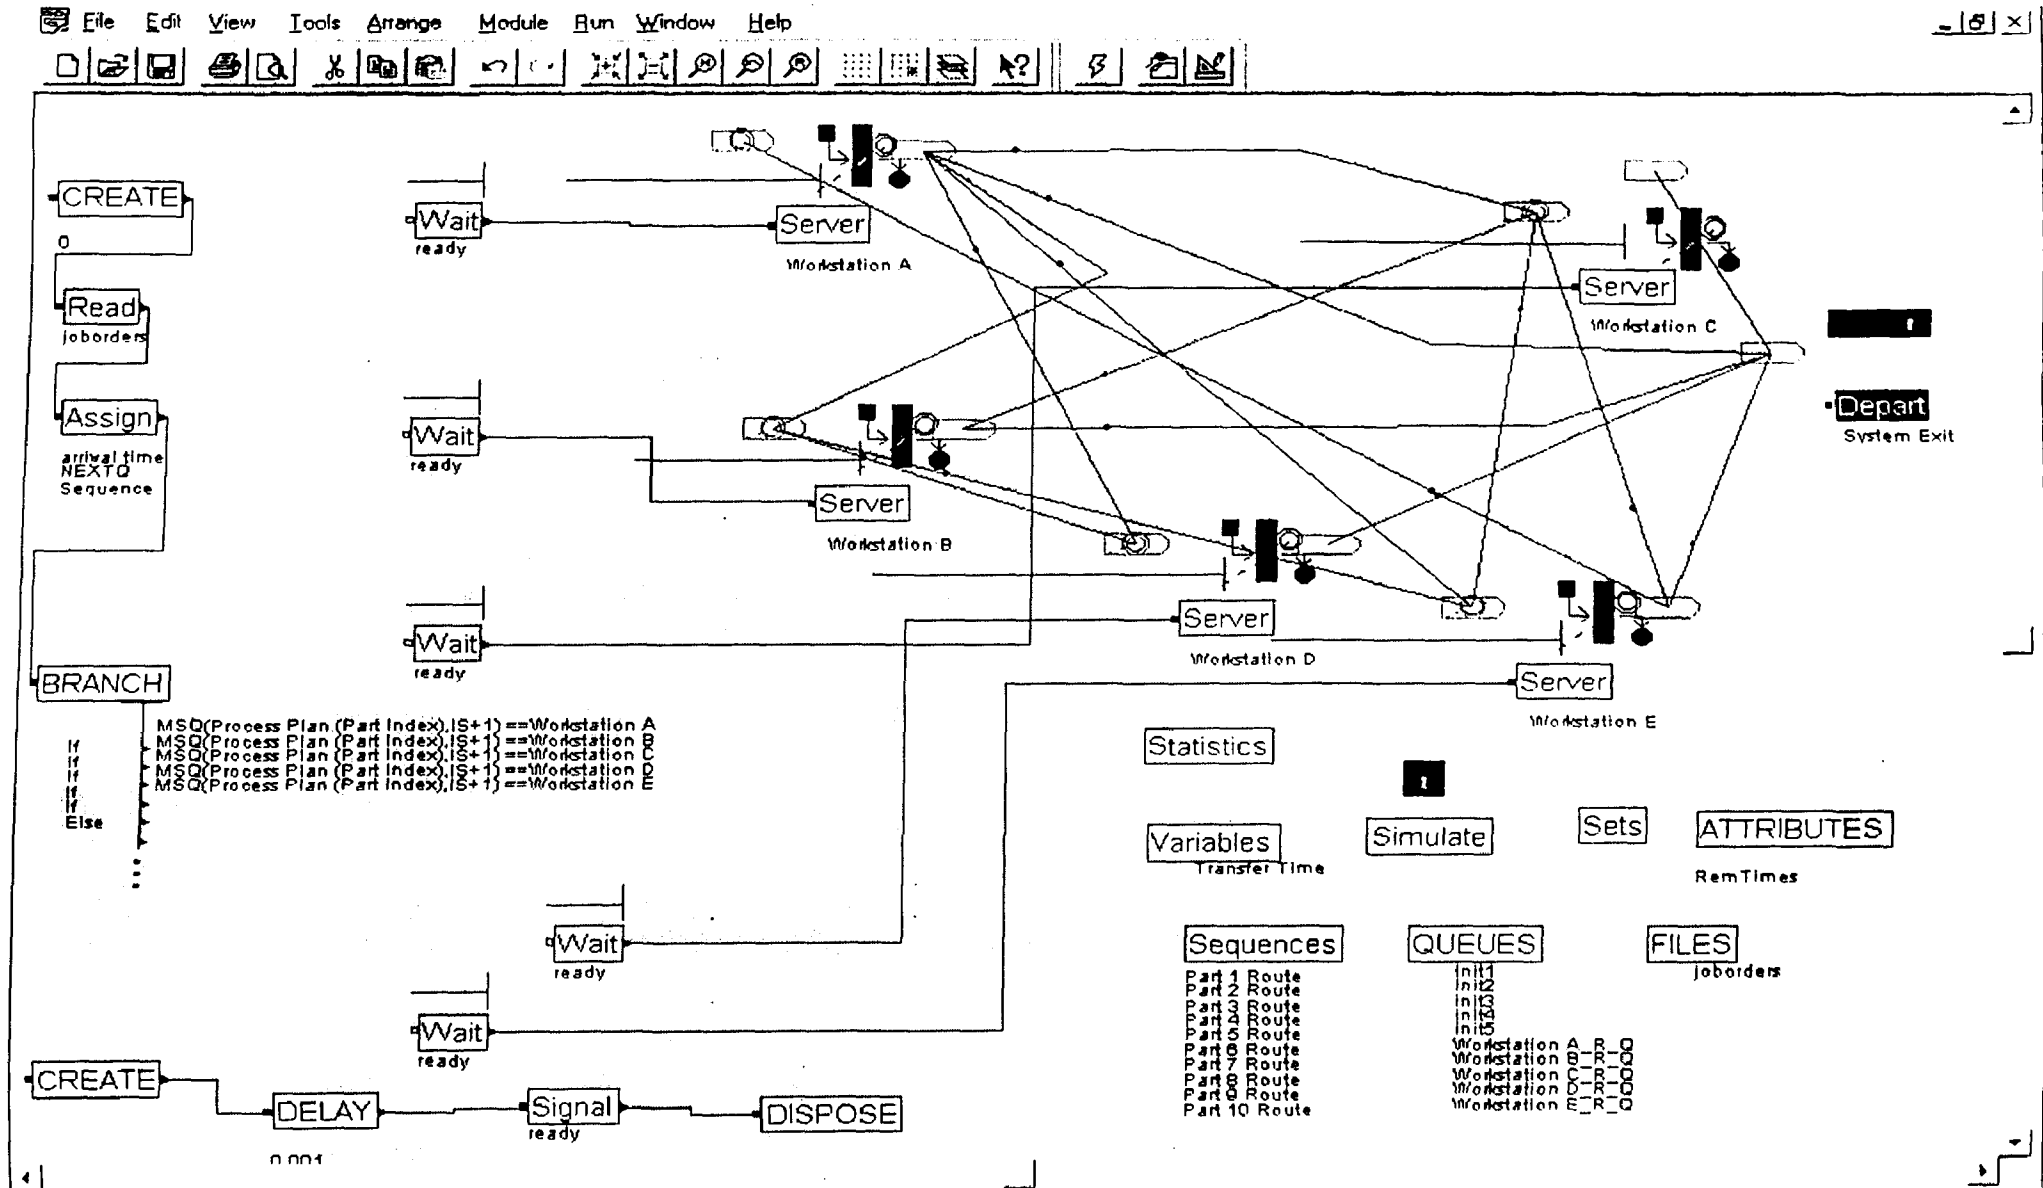 File Edit View Tools Arrange Module Run Window Help
CREATE
0
Read
joborders
Assign
arrival time
NEXTQ
Sequence
BRANCH
If
If
If
If
If
Else
MSQ(Process Plan (Part Index),IS+1)==Workstation A
MSQ(Process Plan (Part Index),IS+1)==Workstation B
MSQ(Process Plan (Part Index),IS+1)==Workstation C
MSQ(Process Plan (Part Index),IS+1)==Workstation D
MSQ(Process Plan (Part Index),IS+1)==Workstation E
Wait
ready
Server
Workstation A
Wait
ready
Server
Workstation B
Wait
ready
Server
Workstation C
Depart
System Exit
Server
Workstation D
Server
Workstation E
Wait
ready
Wait
ready
CREATE
DELAY
0.001
Signal
ready
DISPOSE
Statistics
Variables
Transfer Time
Simulate
Sets
ATTRIBUTES
RemTimes
Sequences
Part 1 Route
Part 2 Route
Part 3 Route
Part 4 Route
Part 5 Route
Part 6 Route
Part 7 Route
Part 8 Route
Part 9 Route
Part 10 Route
QUEUES
Init1
Init2
Init3
Init4
Init5
Workstation A_R_Q
Workstation B_R_Q
Workstation C_R_Q
Workstation D_R_Q
Workstation E_R_Q
FILES
joborders